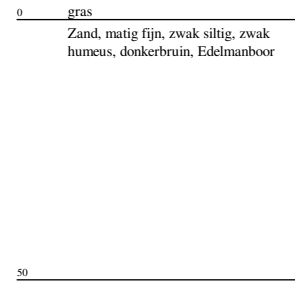 0 gras
Zand, matig fijn, zwak siltig, zwak
humeus, donkerbruin, Edelmanboor
50